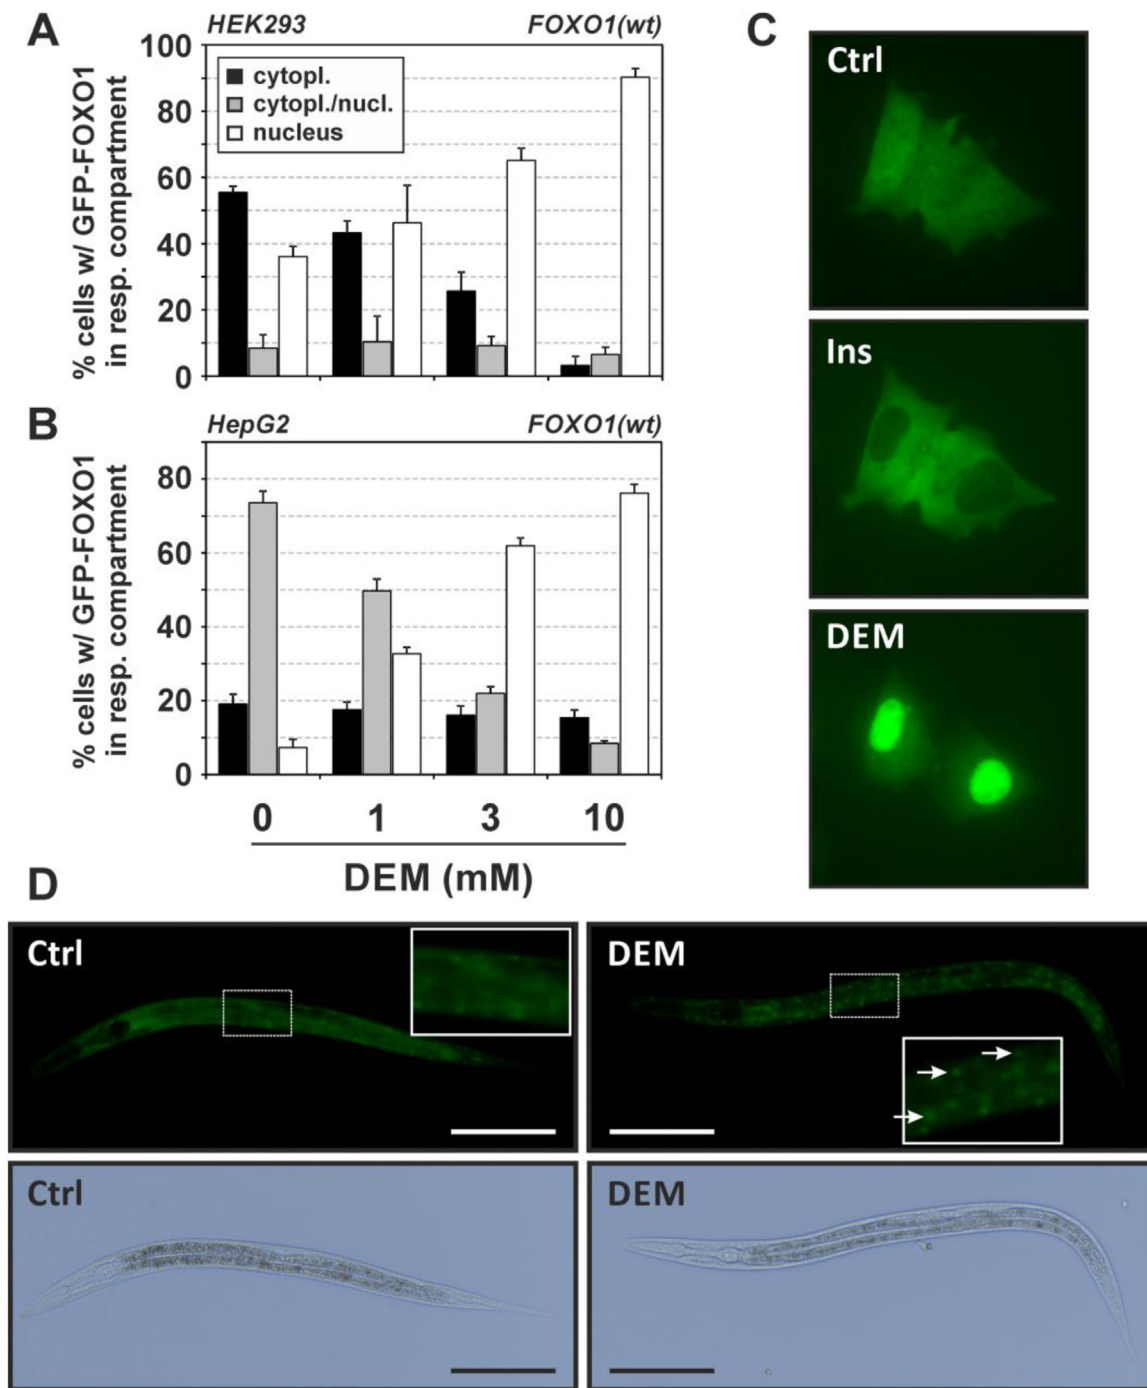 A
HEK293 FOXO1(wt)
100
80
60
40
20
0
% cells w/ GFP-FOXO1
in resp. compartment
cytopl.
cytopl./nucl.
nucleus
B
HepG2 FOXO1(wt)
80
60
40
20
0
% cells w/ GFP-FOXO1
in resp. compartment
0 1 3 10
DEM (mM)
C
Ctrl
Ins
DEM
D
Ctrl
DEM
Ctrl
DEM